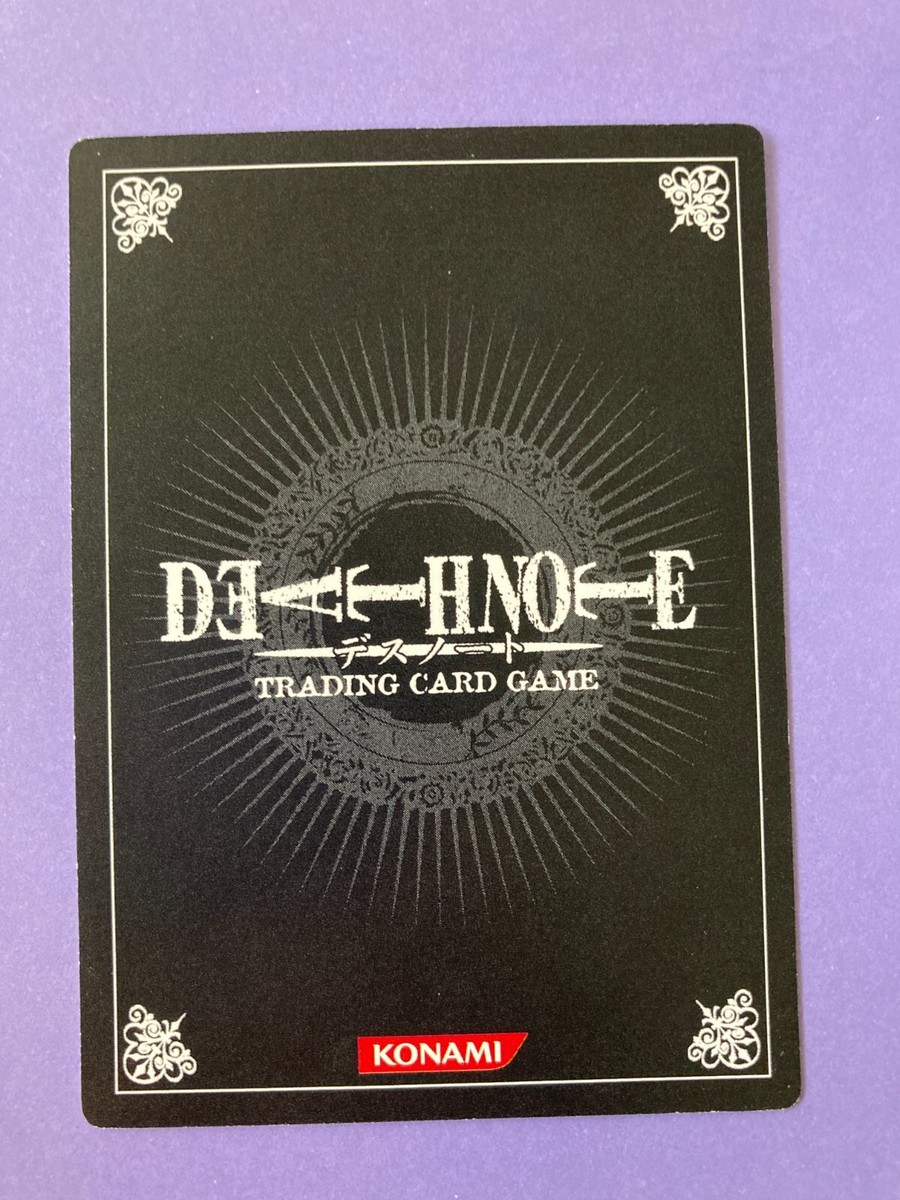 DEATH NOTE
デスノート
TRADING CARD GAME
KONAMI